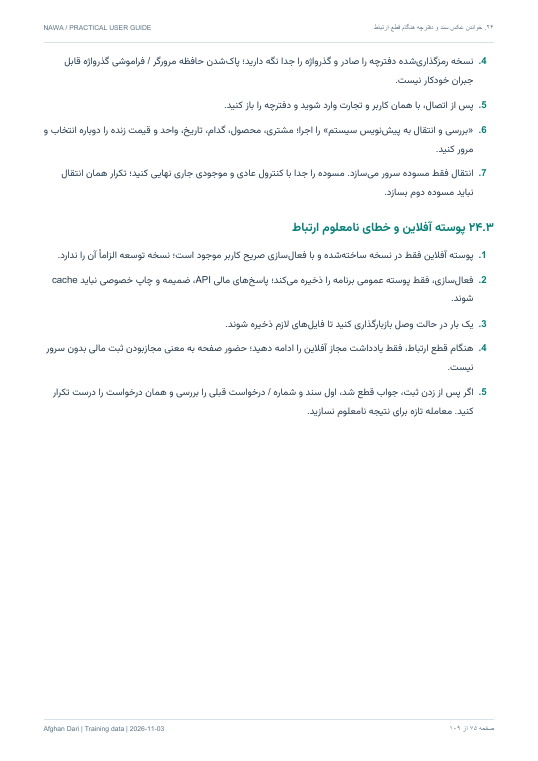 NAWA / PRACTICAL USER GUIDE
۲۴. خواندن عکس سند و دفترچه هنگام قطع ارتباط
4. نسخه رمزگذاری‌شده دفترچه را صادر و گذرواژه را جدا نگه دارید؛ پاک‌شدن حافظه مرورگر / فراموشی گذرواژه قابل
جبران خودکار نیست.
5. پس از اتصال، با همان کاربر و تجارت وارد شوید و دفترچه را باز کنید.
6. «بررسی و انتقال به پیش‌نویس سیستم» را اجرا؛ مشتری، محصول، گدام، تاریخ، واحد و قیمت زنده را دوباره انتخاب و
مرور کنید.
7. انتقال فقط مسوده سرور می‌سازد. مسوده را جدا با کنترول عادی و موجودی جاری نهایی کنید؛ تکرار همان انتقال
نباید مسوده دوم بسازد.
۲۴.۳ پوسته آفلاین و خطای نامعلوم ارتباط
1. پوسته آفلاین فقط در نسخه ساخته‌شده و با فعال‌سازی صریح کاربر موجود است؛ نسخه توسعه الزاماً آن را ندارد.
2. فعال‌سازی، فقط پوسته عمومی برنامه را ذخیره می‌کند؛ پاسخ‌های مالی API، ضمیمه و چاپ خصوصی نباید cache
شوند.
3. یک بار در حالت وصل بازبارگذاری کنید تا فایل‌های لازم ذخیره شوند.
4. هنگام قطع ارتباط، فقط یادداشت مجاز آفلاین را ادامه دهید؛ حضور صفحه به معنی مجازبودن ثبت مالی بدون سرور
نیست.
5. اگر پس از زدن ثبت، جواب قطع شد، اول سند و شماره / درخواست قبلی را بررسی و همان درخواست را درست تکرار
کنید. معامله تازه برای نتیجه نامعلوم نسازید.
Afghan Dari | Training data | 2026-11-03
صفحه ۷۵ از ۱۰۹